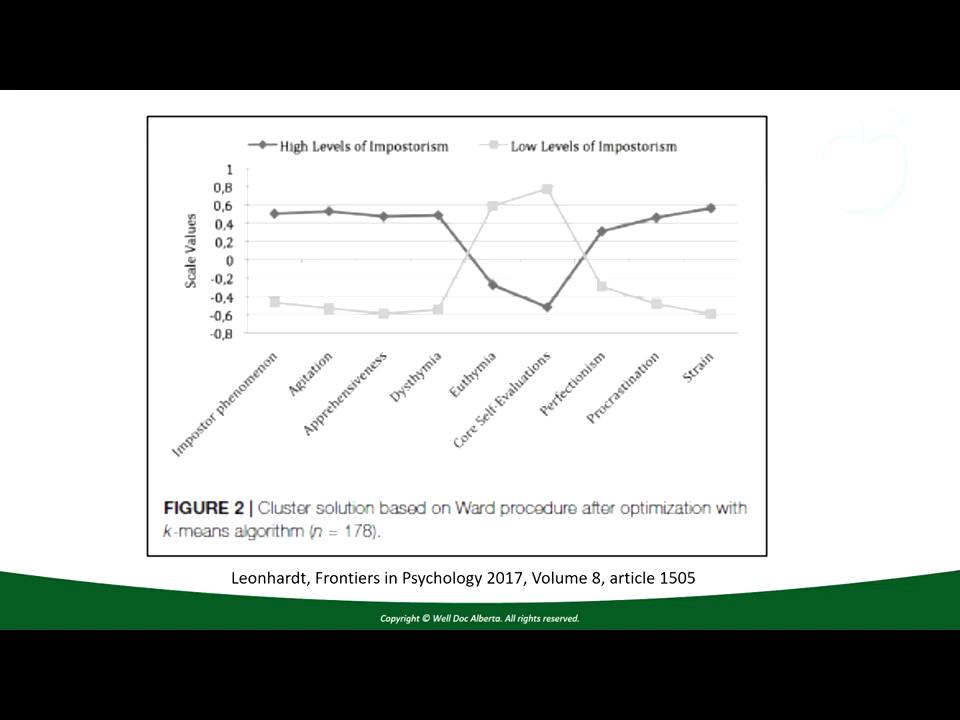 High Levels of Impostorism
Low Levels of Impostorism
1
0,8
0,6
0,4
0,2
0
-0,2
-0,4
-0,6
-0,8
Scale Values
Impostor phenomenon
Agitation
Apprehensiveness
Dysthymia
Euthymia
Core Self-Evaluations
Perfectionism
Procrastination
Strain
FIGURE 2 | Cluster solution based on Ward procedure after optimization with
k-means algorithm (n = 178).
Leonhardt, Frontiers in Psychology 2017, Volume 8, article 1505
Copyright © Well Doc Alberta. All rights reserved.